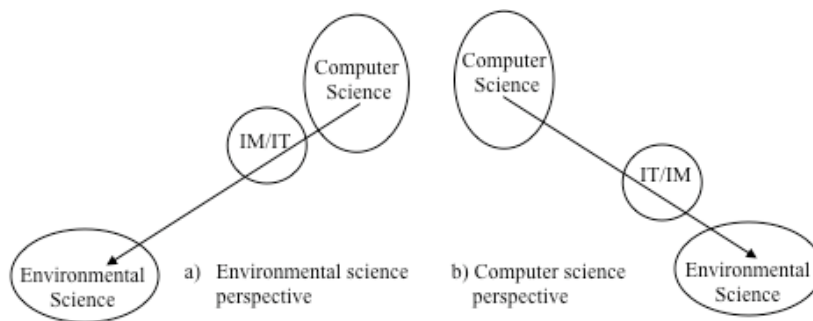 Computer
Science
IM/IT
Environmental
Science
a) Environmental science
perspective
Computer
Science
IT/IM
Environmental
Science
b) Computer science
perspective